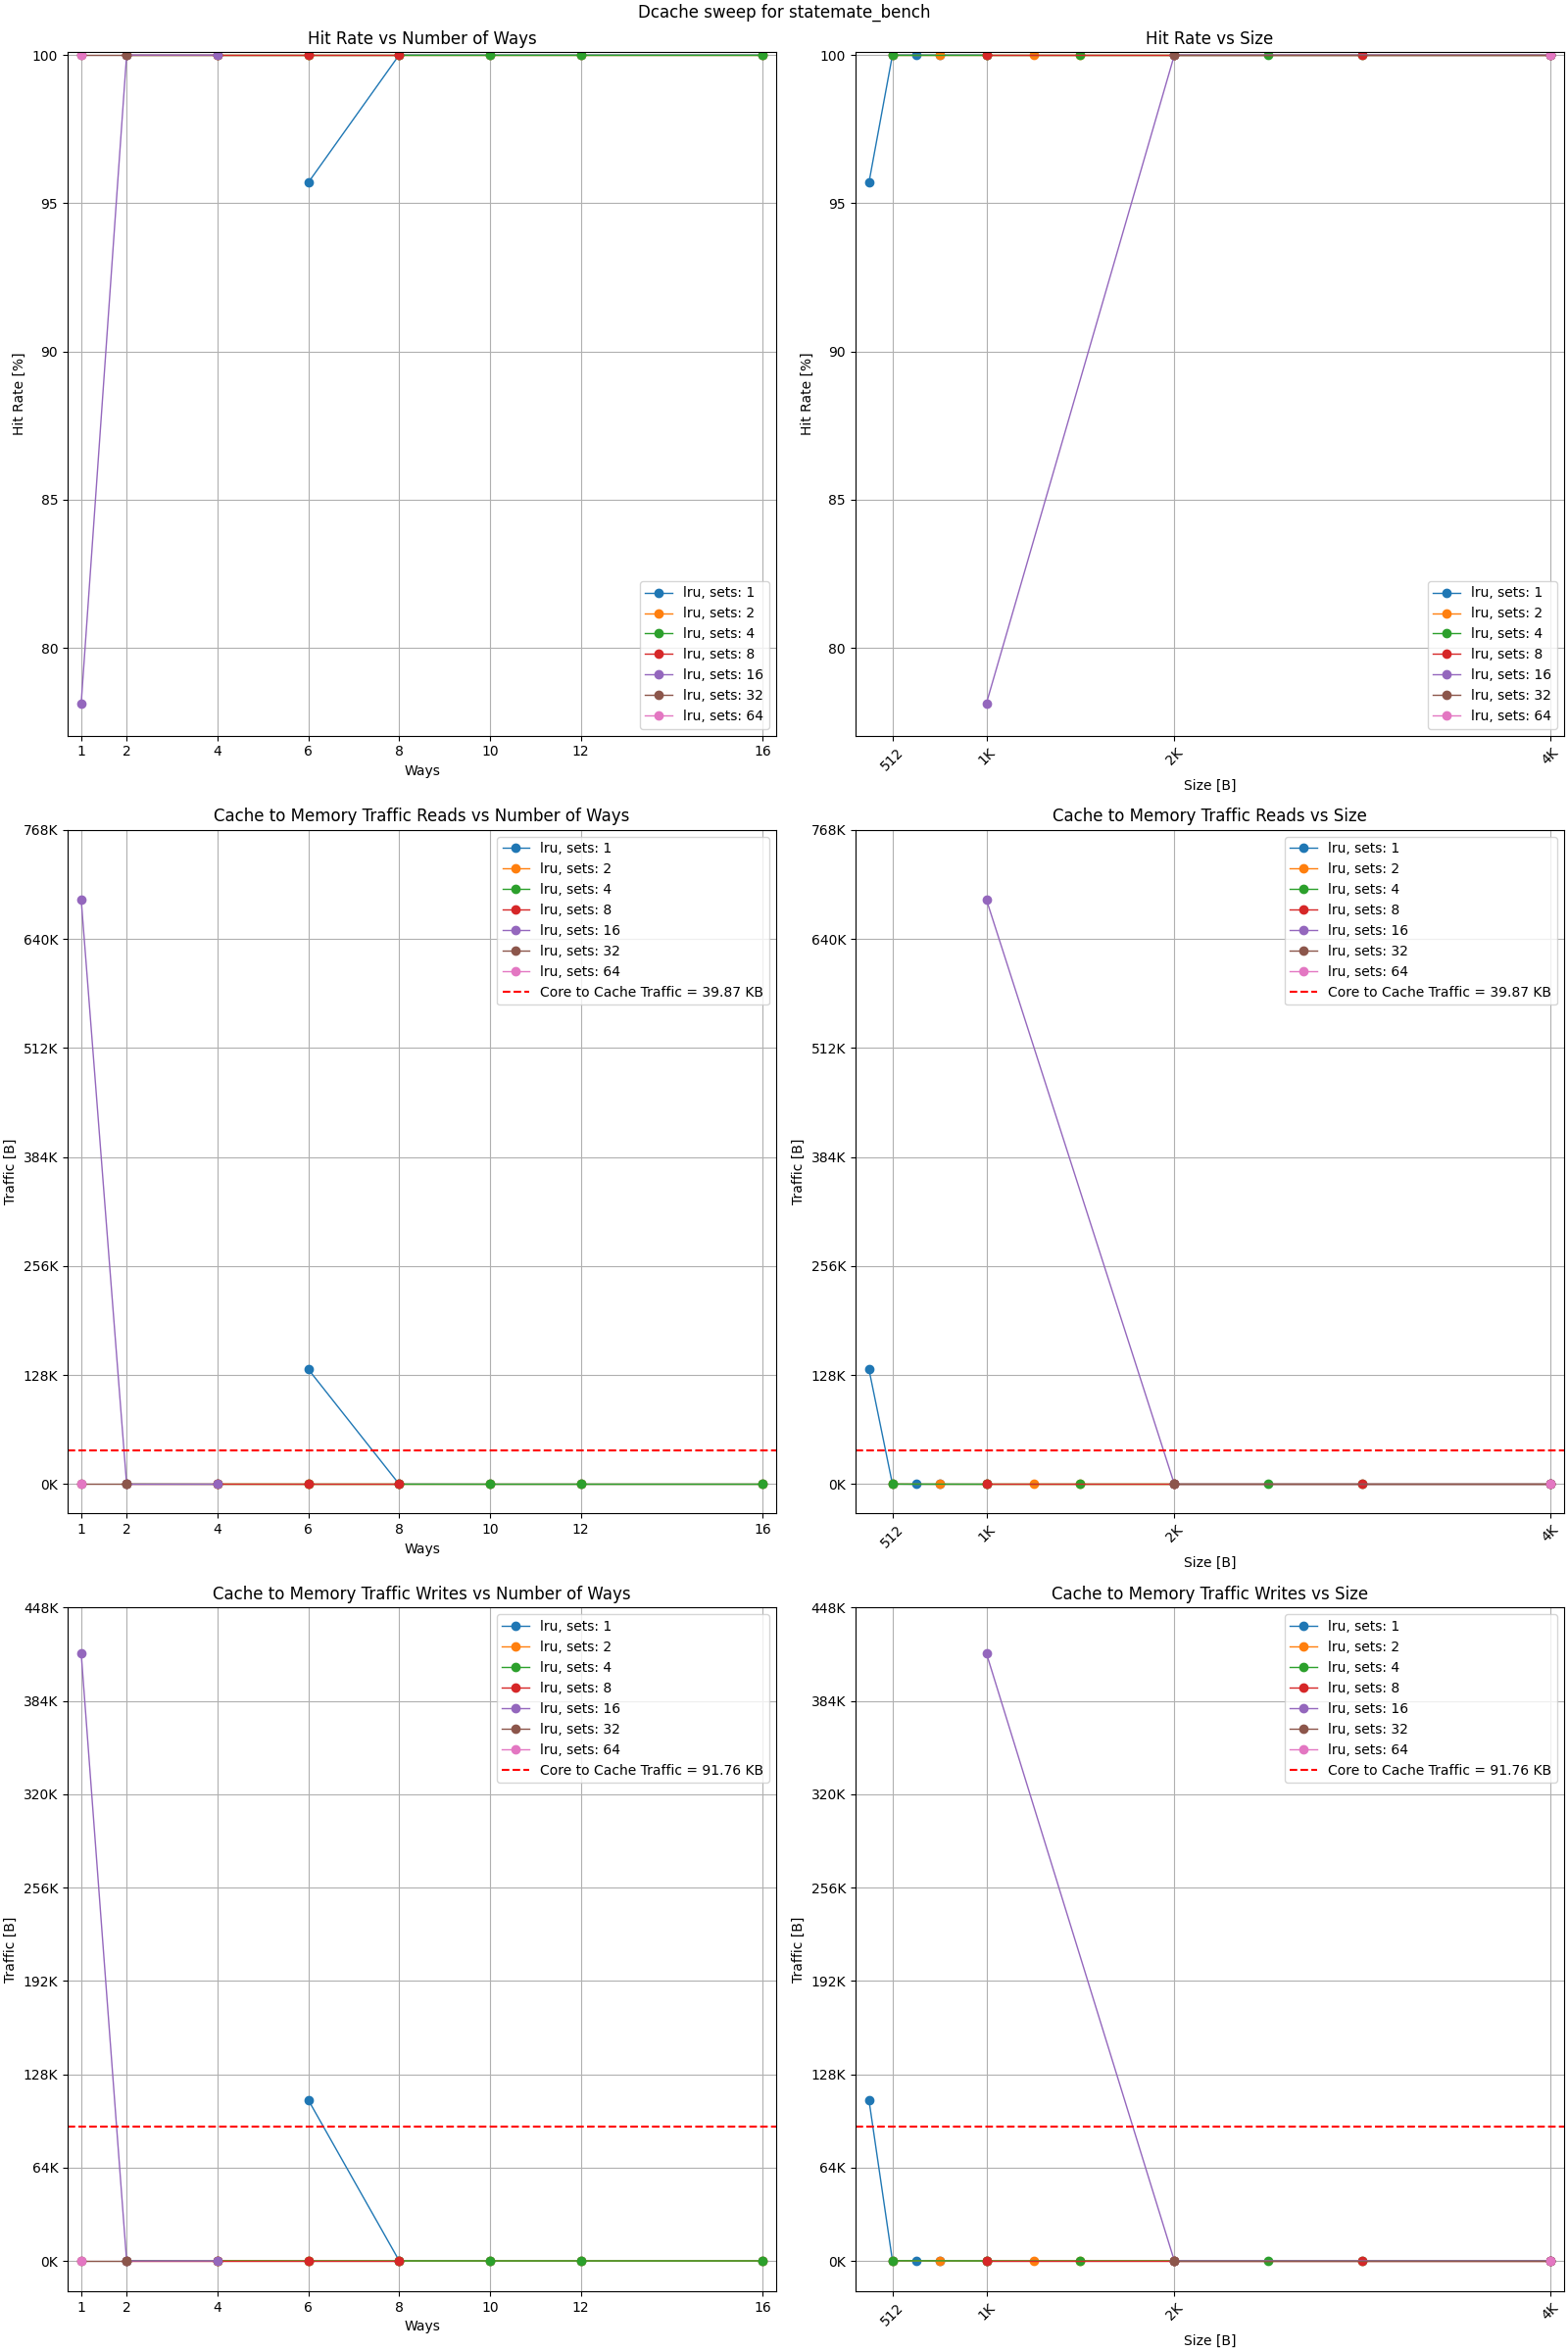 Dcache sweep for statemate_bench
Hit Rate vs Number of Ways
100
95
90
85
80
Hit Rate [%]
lru, sets: 1
lru, sets: 2
lru, sets: 4
lru, sets: 8
lru, sets: 16
lru, sets: 32
lru, sets: 64
1 2 4 6 8 10 12 16
Ways
Hit Rate vs Size
100
95
90
85
80
Hit Rate [%]
lru, sets: 1
lru, sets: 2
lru, sets: 4
lru, sets: 8
lru, sets: 16
lru, sets: 32
lru, sets: 64
512 1K 2K 4K
Size [B]
Cache to Memory Traffic Reads vs Number of Ways
768K
640K
512K
384K
256K
128K
0K
Traffic [B]
lru, sets: 1
lru, sets: 2
lru, sets: 4
lru, sets: 8
lru, sets: 16
lru, sets: 32
lru, sets: 64
Core to Cache Traffic = 39.87 KB
1 2 4 6 8 10 12 16
Ways
Cache to Memory Traffic Reads vs Size
768K
640K
512K
384K
256K
128K
0K
Traffic [B]
lru, sets: 1
lru, sets: 2
lru, sets: 4
lru, sets: 8
lru, sets: 16
lru, sets: 32
lru, sets: 64
Core to Cache Traffic = 39.87 KB
512 1K 2K 4K
Size [B]
Cache to Memory Traffic Writes vs Number of Ways
448K
384K
320K
256K
192K
128K
64K
0K
Traffic [B]
lru, sets: 1
lru, sets: 2
lru, sets: 4
lru, sets: 8
lru, sets: 16
lru, sets: 32
lru, sets: 64
Core to Cache Traffic = 91.76 KB
1 2 4 6 8 10 12 16
Ways
Cache to Memory Traffic Writes vs Size
448K
384K
320K
256K
192K
128K
64K
0K
Traffic [B]
lru, sets: 1
lru, sets: 2
lru, sets: 4
lru, sets: 8
lru, sets: 16
lru, sets: 32
lru, sets: 64
Core to Cache Traffic = 91.76 KB
512 1K 2K 4K
Size [B]